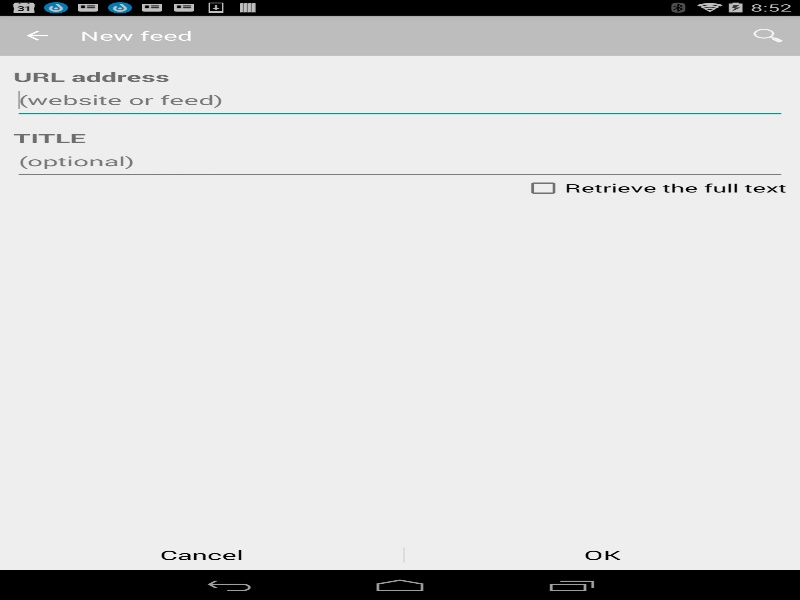 31 8:52
New feed
URL address
(website or feed)
TITLE
(optional)
Retrieve the full text
Cancel OK